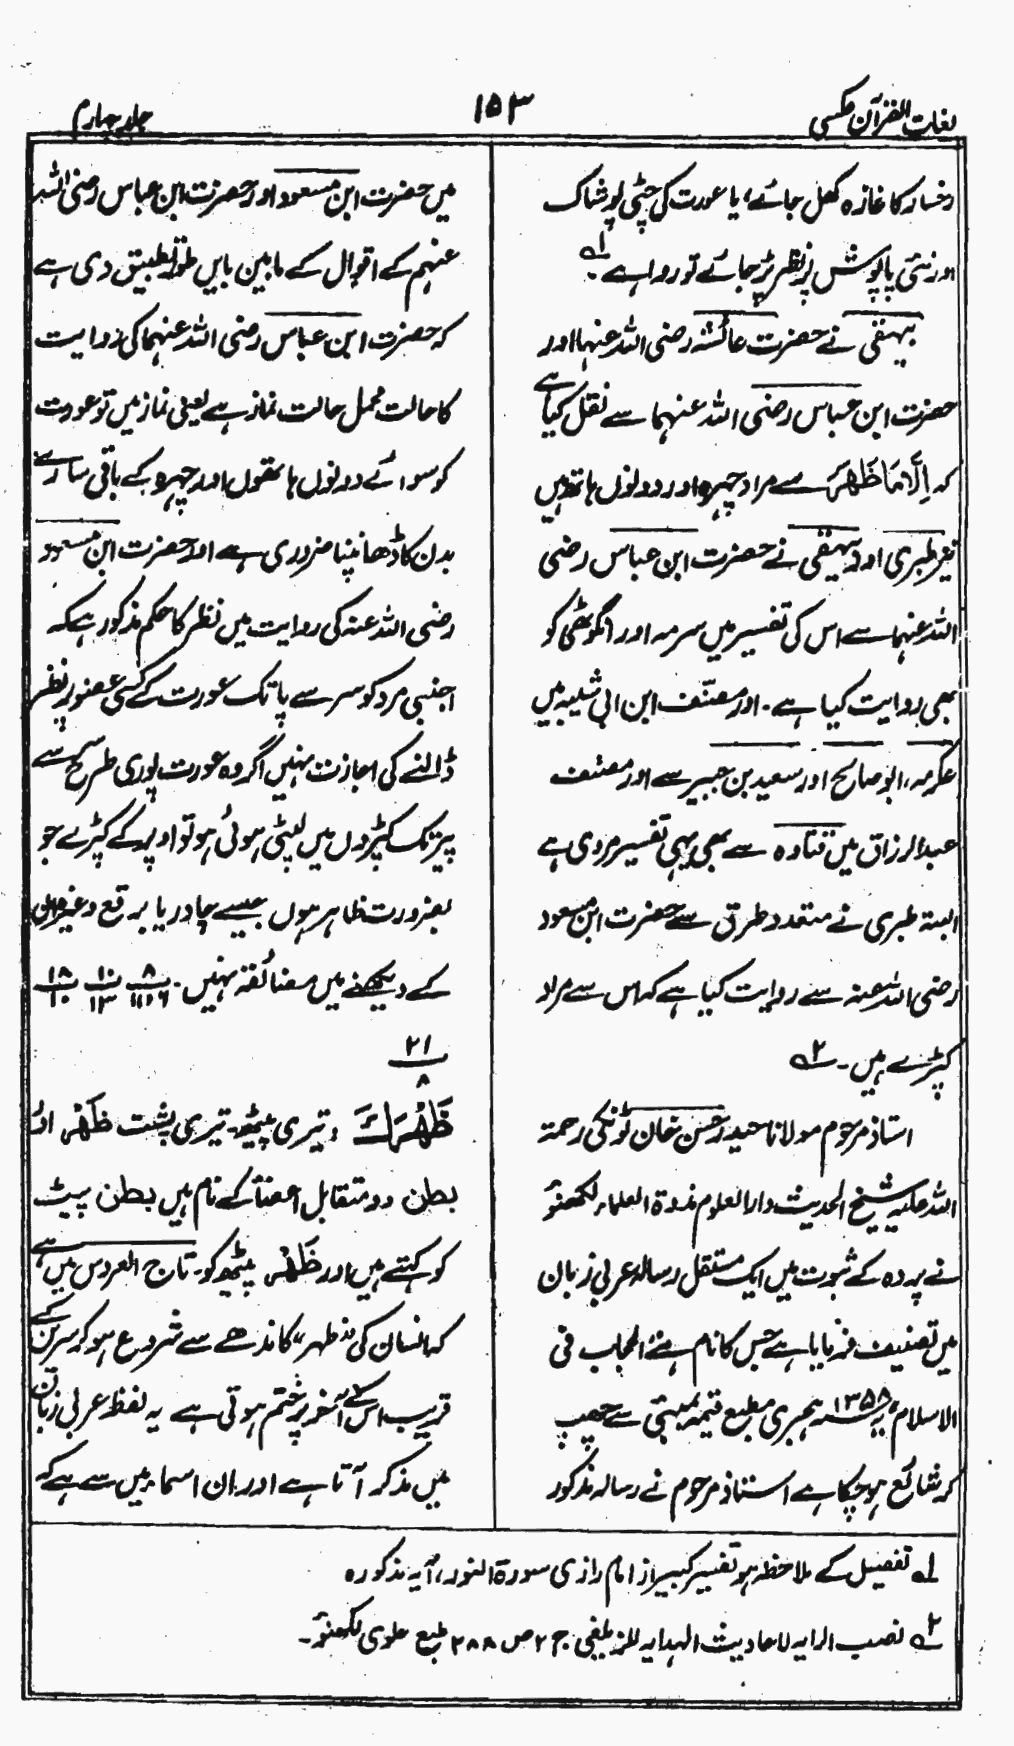 لغات القرآن عکسی
۱۵۳
جلد چہارم
رخسار کا غازہ کھل جائے، یا عورت کی چٹی پوشاک
اور نئی پاپوش پر نظر پڑ جائے تو روا ہے ۔ ۱ے
بیہقی نے حضرت عائشہ رضی اللہ عنہا اور
حضرت ابن عباس رضی اللہ عنہما سے نقل کیا ہے
کہ اِلَّا مَا ظَهَرَ سے مراد چہرہ اور دونوں ہاتھ ہیں
نیز طبری اور بیہقی نے حضرت ابن عباس رضی
اللہ عنہما سے اس کی تفسیر میں سرمہ اور انگوٹھی کو
بھی روایت کیا ہے ۔ اور مصنّف ابن ابی شیبہ میں
عکرمہ، ابو صالح اور سعید بن جبیر سے اور مصنف
عبدالرزاق میں قتادہ سے بھی یہی تفسیر مروی ہے
البتہ طبری نے متعدد طرق سے حضرت ابن مسعود
رضی اللہ عنہ سے روایت کیا ہے کہ اس سے مراد
کپڑے ہیں ۔ ۲ے
استاذ مرحوم مولانا حیدر حسن خان ٹونکی رحمۃ
اللہ علیہ شیخ الحدیث دارالعلوم ندوۃ العلماء لکھنؤ
نے پردہ کے ثبوت میں ایک مستقل رسالہ عربی زبان
میں تصنیف فرمایا ہے جس کا نام ہے الحجاب فی
الاسلام، یہ ۱۳۵۸ ہجری مطبع قیمہ بمبئی سے چھپ
کر شائع ہو چکا ہے استاذ مرحوم نے رسالہ مذکور
میں حضرت ابن مسعود اور حضرت ابن عباس رضی اللہ
عنہم کے اقوال کے مابین بایں طور تطبیق دی ہے
کہ حضرت ابن عباس رضی اللہ عنہما کی روایت
کا حالت محمل حالت نماز ہے یعنی نماز میں تو عورت
کو سوائے دونوں ہاتھوں اور چہرہ کے باقی سارے
بدن کا ڈھانپنا ضروری ہے اور حضرت ابن مسعود
رضی اللہ عنہ کی روایت میں نظر کا حکم مذکور ہے کہ
اجنبی مرد کو سر سے پا تک عورت کے کسی عضو پر نظر
ڈالنے کی اجازت نہیں اگر وہ عورت پوری طرح سے
پیر تک کپڑوں میں لپٹی ہوئی ہو تو اوپر کے کپڑے جو
بضرورت ظاہر ہوں جیسے چادر یا برقع وغیرہ ان
کے دیکھنے میں مضائقہ نہیں ۔ ۸/۱۱،۶ ۱۰/۱۳ ۱۸/۱۰
۲۱/۸
ظَهْرَكَ : تیری پیٹھ۔ تیری پشت ظَهْر اور
بطن دو متقابل اعضا کے نام ہیں بطن پیٹ
کو کہتے ہیں اور ظَهْر پیٹھ کو۔ تاج العروس میں ہے
کہ انسان کی "ظہر" کاندھے سے شروع ہو کر سرین کے
قریب اس کے آخر پر ختم ہوتی ہے یہ لفظ عربی زبان
میں مذکر آتا ہے اور ان اسماء میں سے ہے کہ
۱ے تفصیل کے ملاحظہ ہو تفسیر کبیر از امام رازی سورۃ النور، آیہ مذکورہ
۲ے نصب الرایہ لاحادیث الہدایہ للزیلعی ج ۲ ص ۲۸۸ طبع علوی لکھنؤ ۔